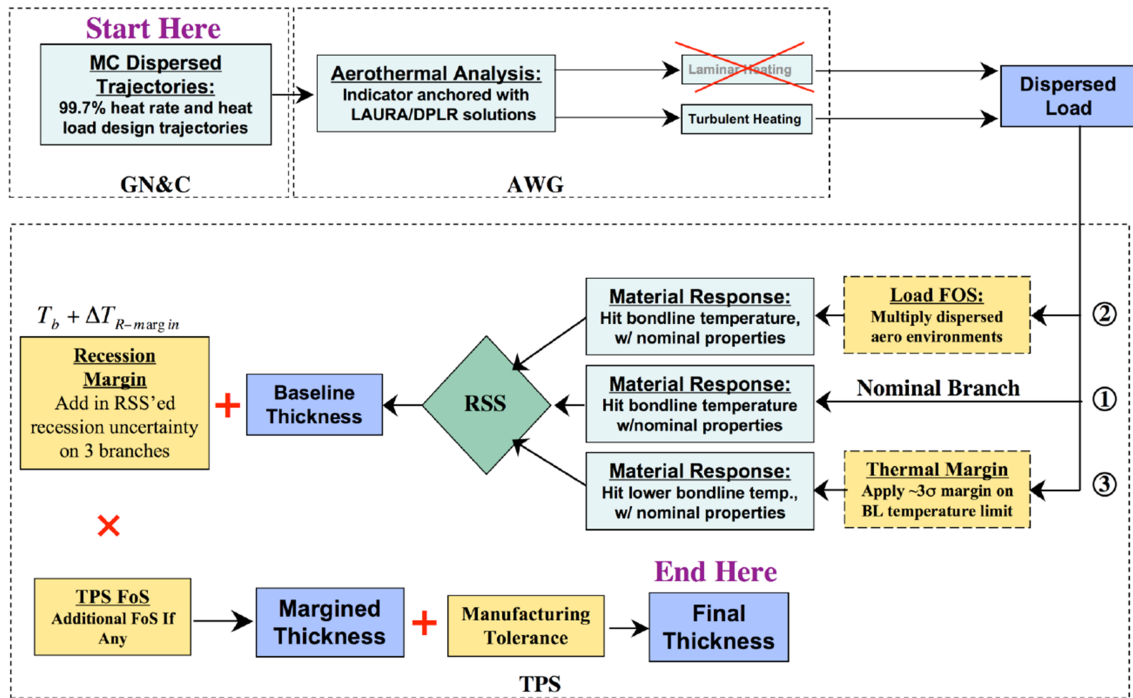 Start Here
MC Dispersed
Trajectories:
99.7% heat rate and heat
load design trajectories
GN&C
Aerothermal Analysis:
Indicator anchored with
LAURA/DPLR solutions
Laminar Heating
Turbulent Heating
AWG
Dispersed
Load
Material Response:
Hit bondline temperature,
w/ nominal properties
Load FOS:
Multiply dispersed
aero environments
②
Material Response:
Hit bondline temperature
w/nominal properties
Nominal Branch
①
Material Response:
Hit lower bondline temp.,
w/ nominal properties
Thermal Margin
Apply ~3σ margin on
BL temperature limit
③
RSS
Baseline
Thickness
+
T_b + ΔT_{R-margin}
Recession
Margin
Add in RSS'ed
recession uncertainty
on 3 branches
×
TPS FoS
Additional FoS If
Any
Margined
Thickness
+
Manufacturing
Tolerance
End Here
Final
Thickness
TPS